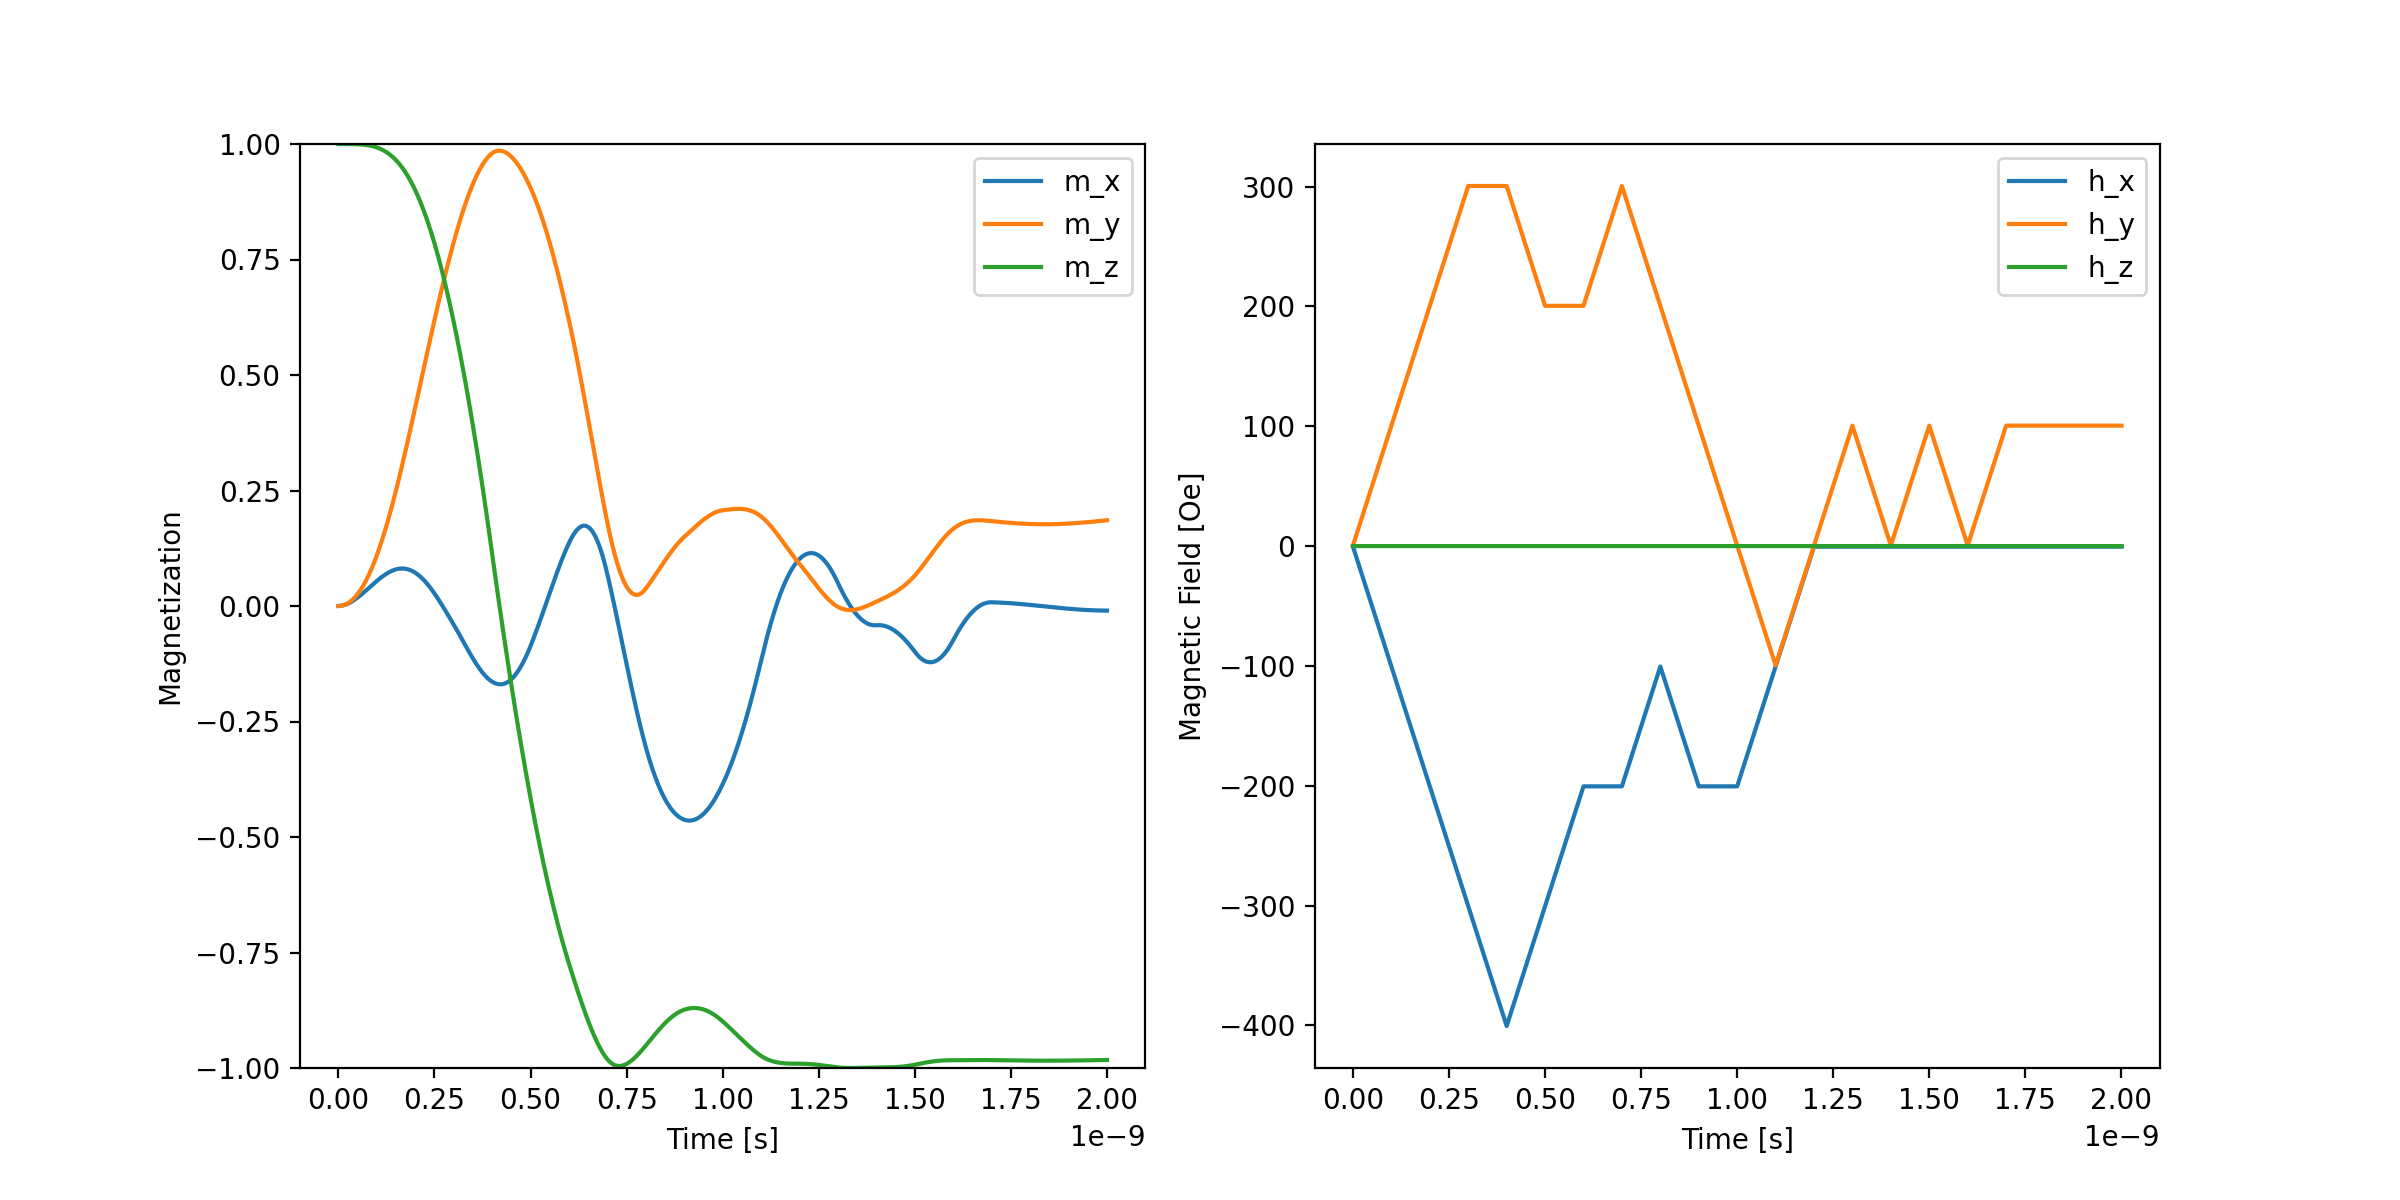 Magnetization
1.00
0.75
0.50
0.25
0.00
−0.25
−0.50
−0.75
−1.00
m_x
m_y
m_z
0.00 0.25 0.50 0.75 1.00 1.25 1.50 1.75 2.00
Time [s]
1e−9
Magnetic Field [Oe]
300
200
100
0
−100
−200
−300
−400
h_x
h_y
h_z
0.00 0.25 0.50 0.75 1.00 1.25 1.50 1.75 2.00
Time [s]
1e−9